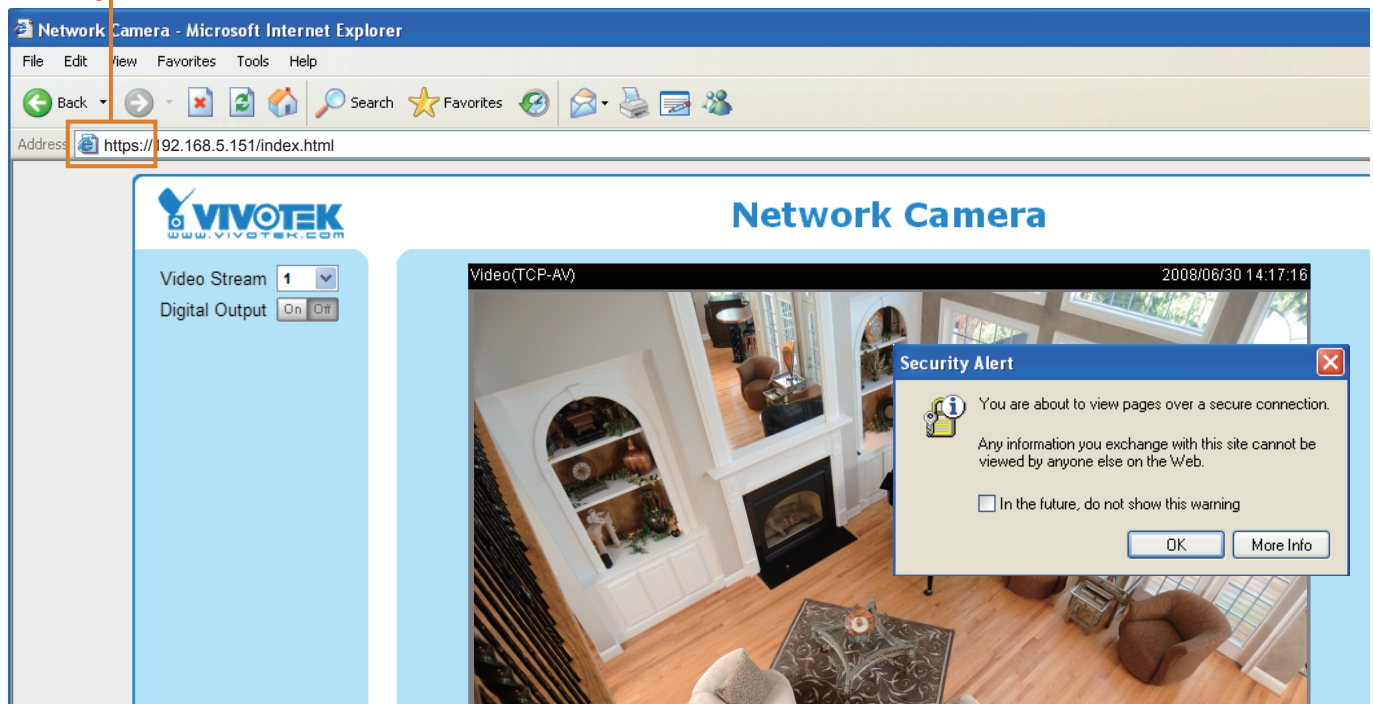 Network Camera - Microsoft Internet Explorer
File Edit View Favorites Tools Help
Back Search Favorites
Address https://192.168.5.151/index.html
VIVOTEK
www.vivotek.com
Network Camera
Video Stream 1
Digital Output On Off
Video(TCP-AV) 2008/06/30 14:17:16
Security Alert
You are about to view pages over a secure connection.
Any information you exchange with this site cannot be
viewed by anyone else on the Web.
In the future, do not show this warning
OK More Info